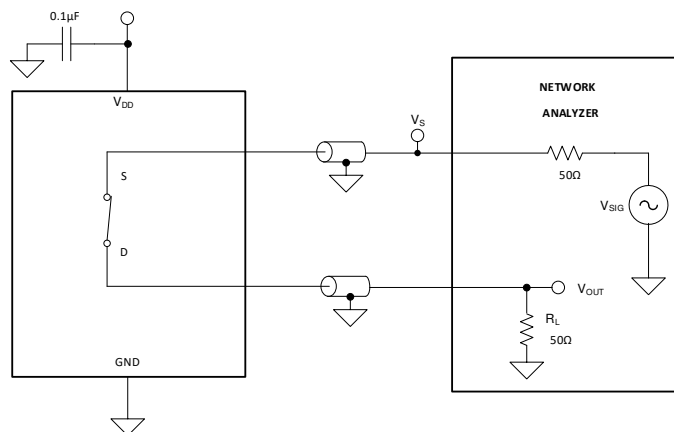 0.1µF
V_DD
S
D
GND
V_S
NETWORK
ANALYZER
50Ω
V_SIG
V_OUT
R_L
50Ω